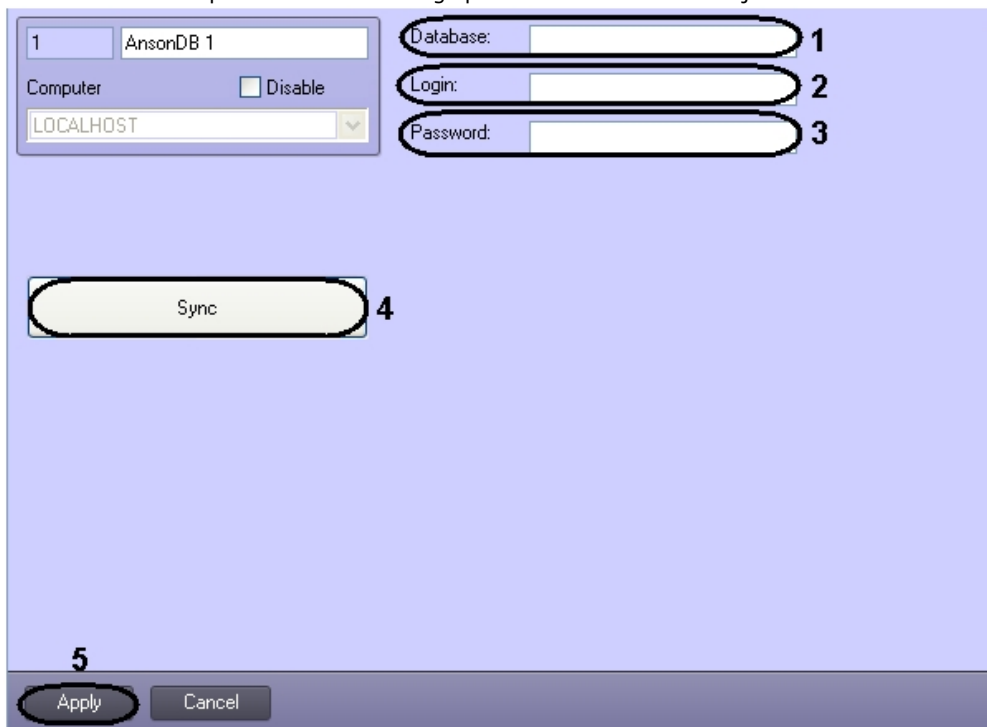 1 AnsonDB 1
Computer Disable
LOCALHOST
Database: 1
Login: 2
Password: 3
Sync 4
5
Apply Cancel